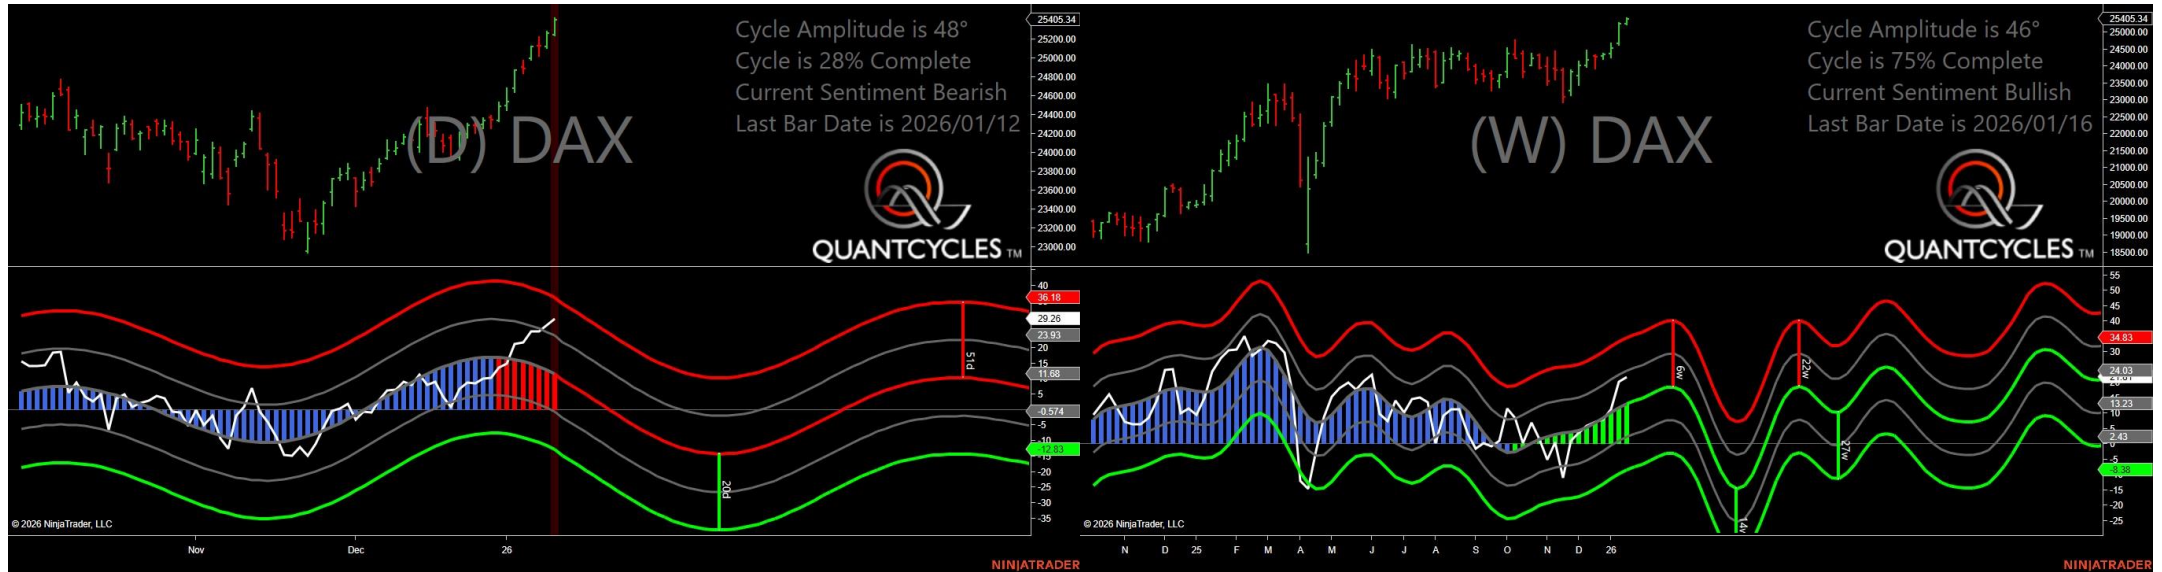 Cycle Amplitude is 48°
Cycle is 28% Complete
Current Sentiment Bearish
Last Bar Date is 2026/01/12
(D) DAX
QUANTCYCLES TM
25405.34
25200.00
25000.00
24800.00
24600.00
24400.00
24200.00
24000.00
23800.00
23600.00
23400.00
23200.00
23000.00
40
36.18
29.26
23.93
20
15
11.68
5
-0.574
-5
-10
-12.83
-15
-20
-25
-30
-35
51d
20d
© 2026 NinjaTrader, LLC
Nov
Dec
26
NINJATRADER
Cycle Amplitude is 46°
Cycle is 75% Complete
Current Sentiment Bullish
Last Bar Date is 2026/01/16
(W) DAX
QUANTCYCLES TM
25405.34
25000.00
24500.00
24000.00
23500.00
23000.00
22500.00
22000.00
21500.00
21000.00
20500.00
20000.00
19500.00
19000.00
18500.00
55
50
45
40
34.83
30
24.03
13.23
10
2.43
-5
-8.38
-15
-20
-25
6w
22w
27w
© 2026 NinjaTrader, LLC
N
D
25
F
M
A
M
J
J
A
S
O
N
D
26
NINJATRADER